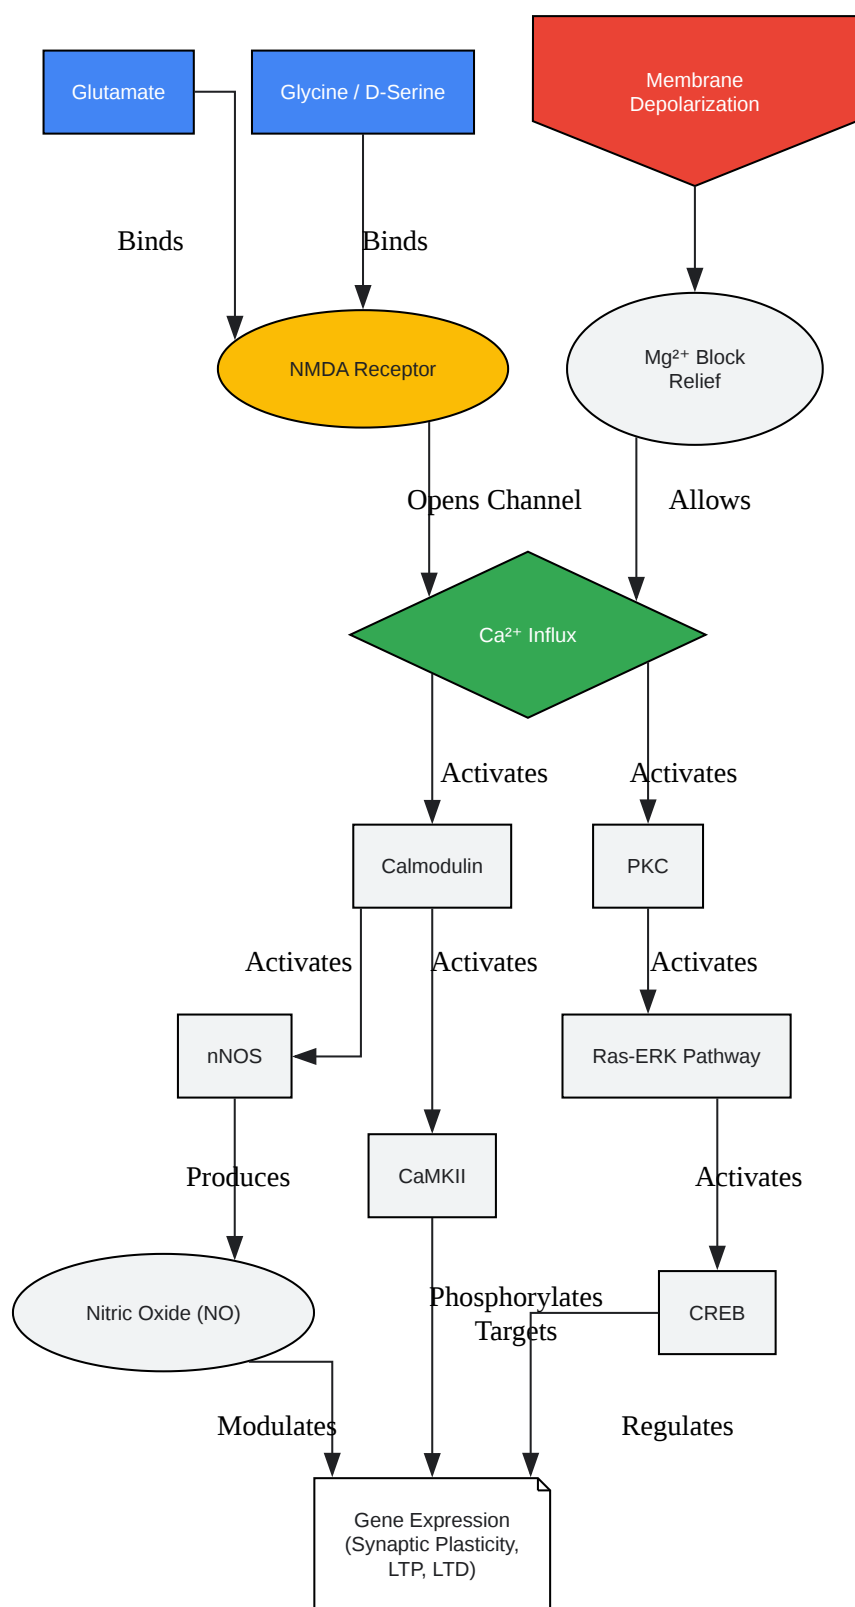 Glutamate
Glycine / D-Serine
Membrane
Depolarization
Binds
Binds
NMDA Receptor
Mg²⁺ Block
Relief
Opens Channel
Allows
Ca²⁺ Influx
Activates
Activates
Calmodulin
PKC
Activates
Activates
Activates
nNOS
Ras-ERK Pathway
Produces
CaMKII
Activates
Nitric Oxide (NO)
Phosphorylates
Targets
CREB
Modulates
Regulates
Gene Expression
(Synaptic Plasticity,
LTP, LTD)